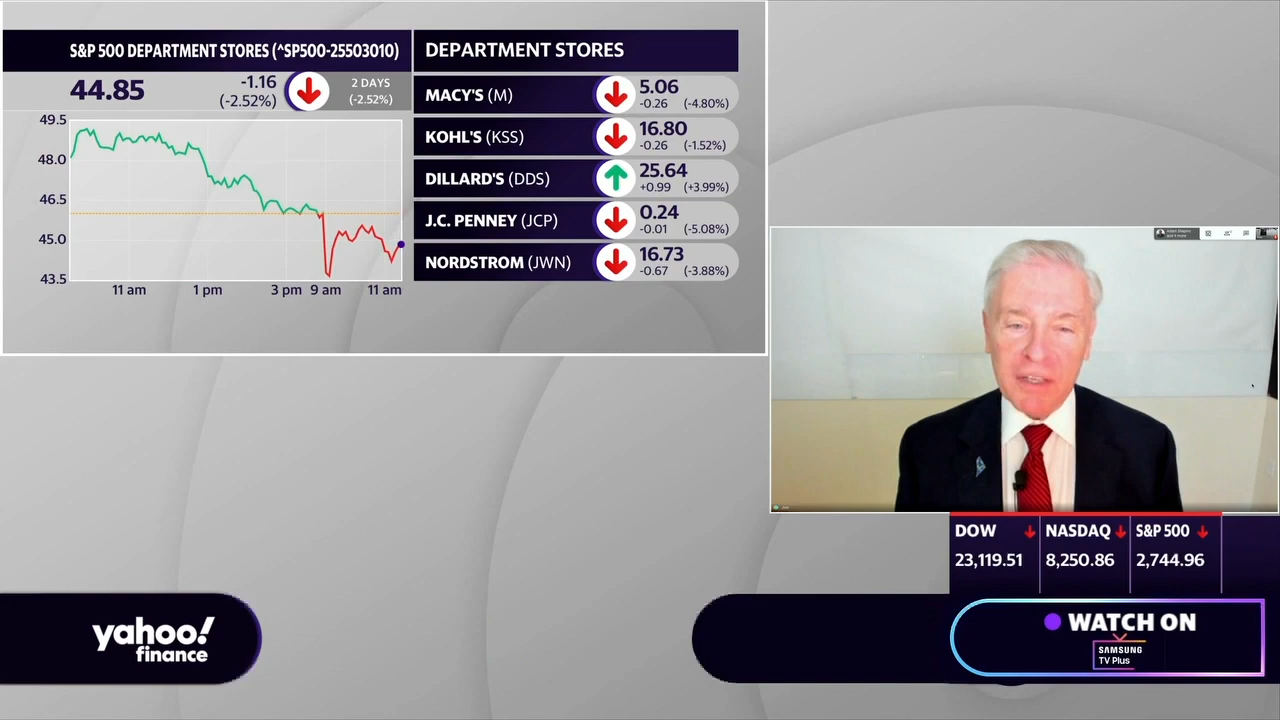 S&P 500 DEPARTMENT STORES (^SP500-25503010)
44.85
-1.16
(-2.52%)
2 DAYS
(-2.52%)
49.5
48.0
46.5
45.0
43.5
11 am
1 pm
3 pm
9 am
11 am
DEPARTMENT STORES
MACY'S (M)
5.06
-0.26 (-4.80%)
KOHL'S (KSS)
16.80
-0.26 (-1.52%)
DILLARD'S (DDS)
25.64
+0.99 (+3.99%)
J.C. PENNEY (JCP)
0.24
-0.01 (-5.08%)
NORDSTROM (JWN)
16.73
-0.67 (-3.88%)
DOW
23,119.51
NASDAQ
8,250.86
S&P 500
2,744.96
yahoo!
finance
WATCH ON
SAMSUNG
TV Plus